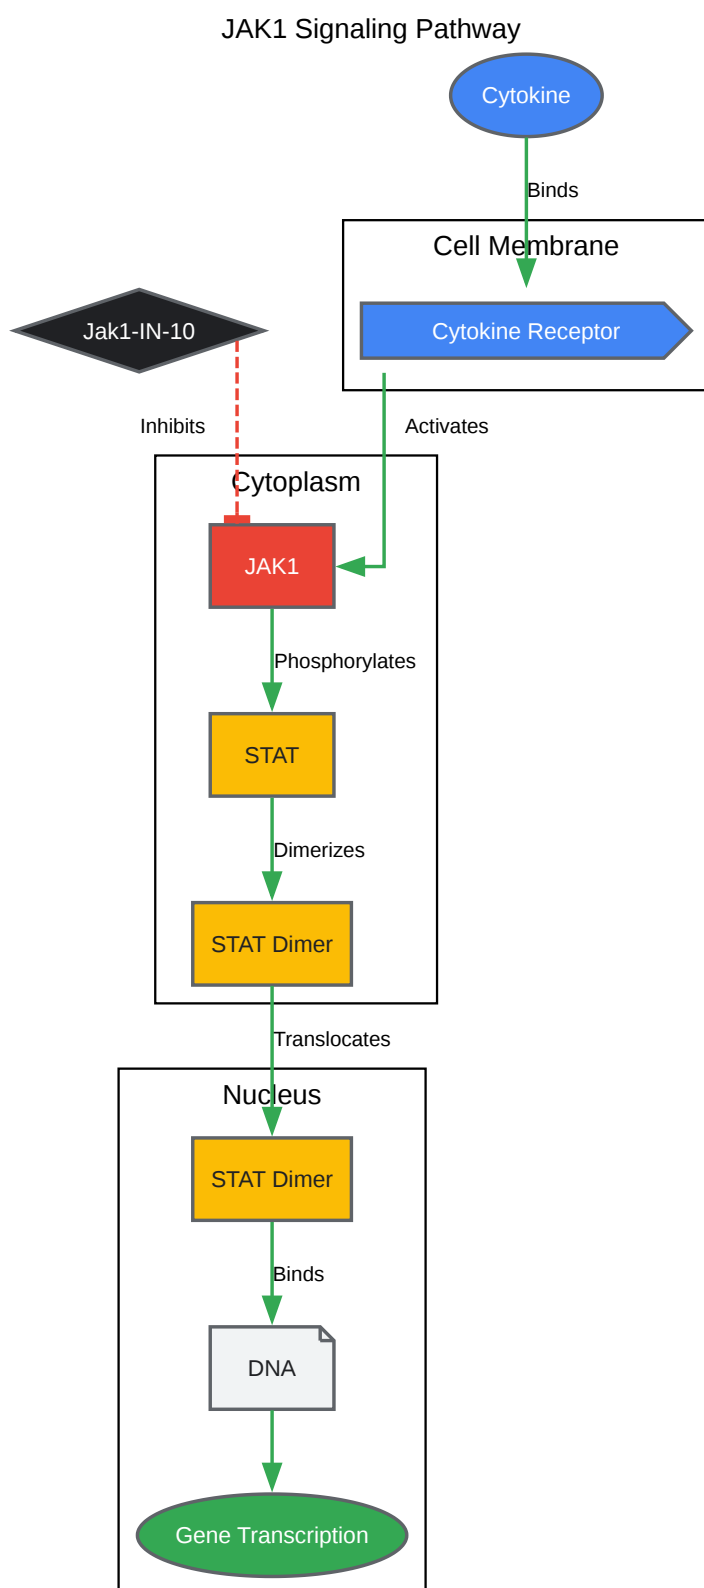 JAK1 Signaling Pathway
Cytokine
Binds
Cell Membrane
Jak1-IN-10
Cytokine Receptor
Inhibits
Activates
Cytoplasm
JAK1
Phosphorylates
STAT
Dimerizes
STAT Dimer
Translocates
Nucleus
STAT Dimer
Binds
DNA
Gene Transcription